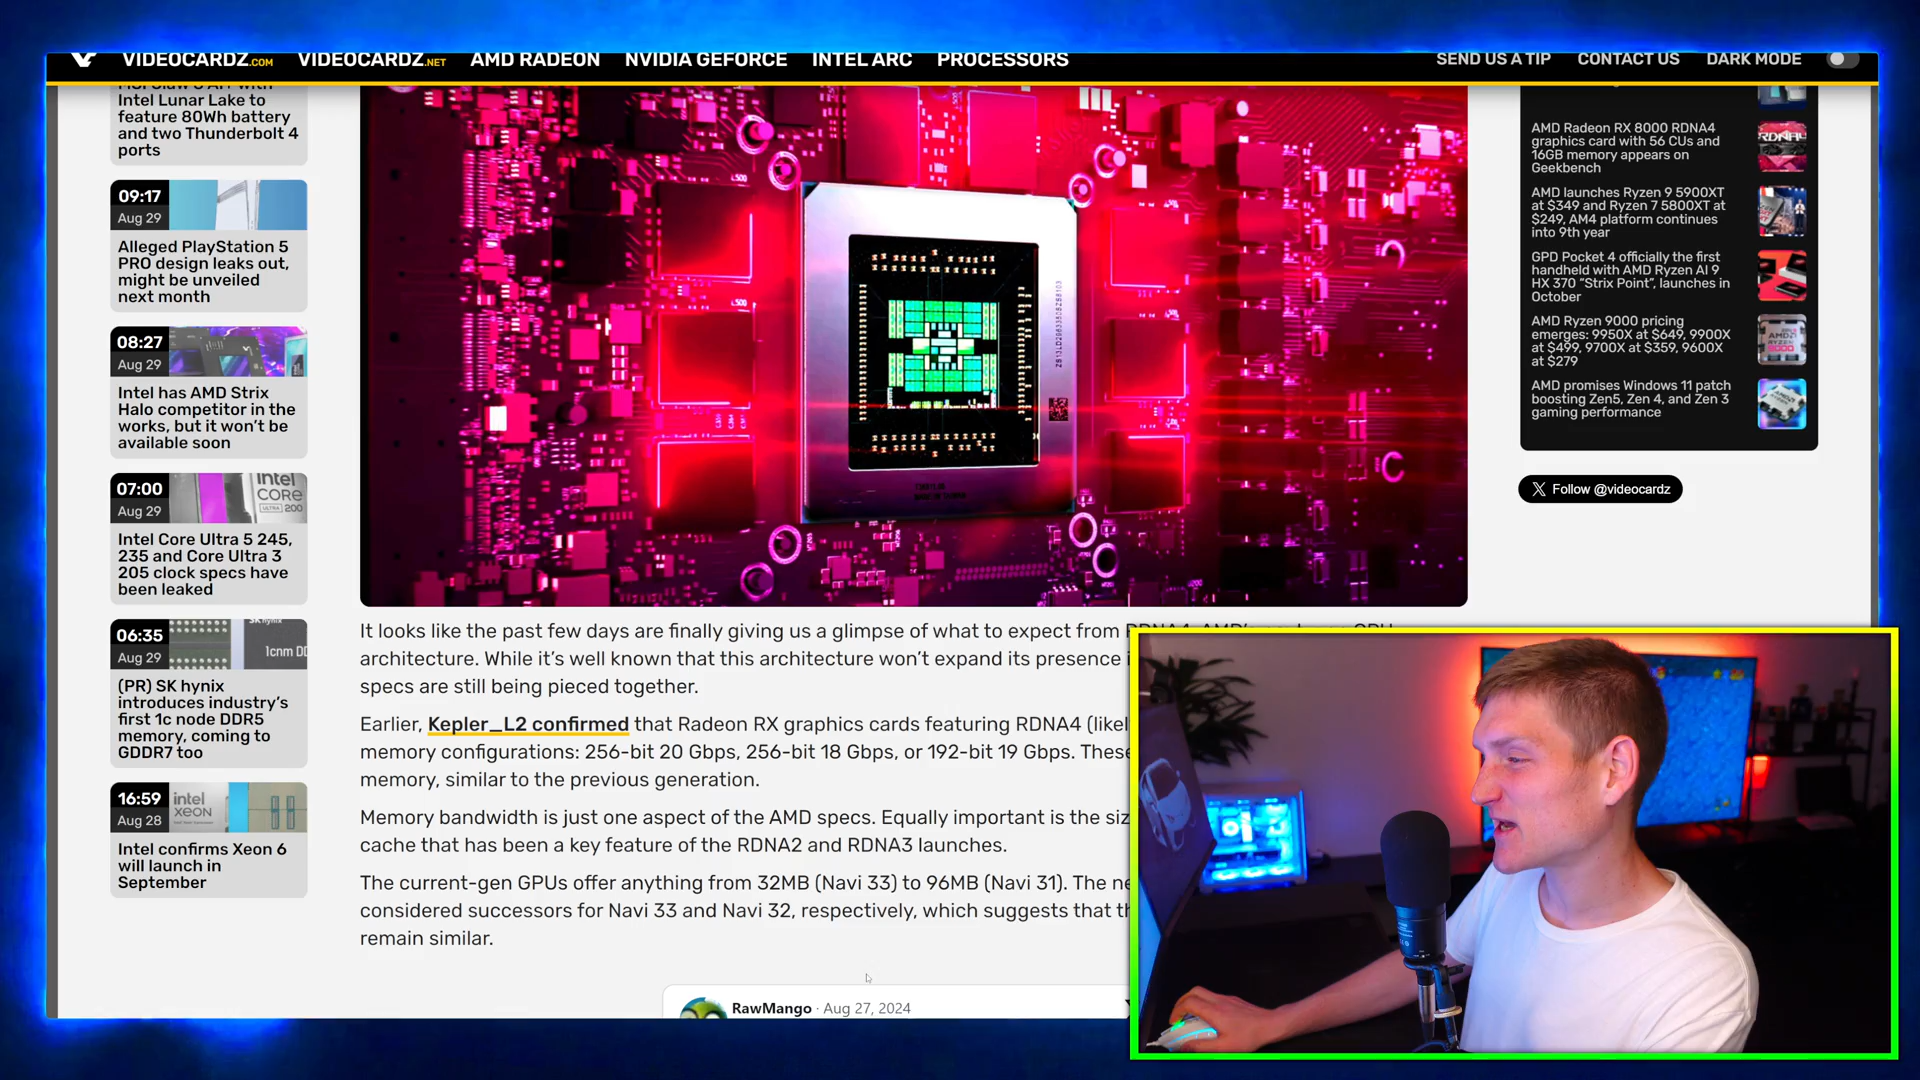 VIDEOCARDZ.COM
VIDEOCARDZ.NET
AMD RADEON
NVIDIA GEFORCE
INTEL ARC
PROCESSORS
SEND US A TIP
CONTACT US
DARK MODE
Intel Lunar Lake to
feature 80Wh battery
and two Thunderbolt 4
ports
09:17
Aug 29
Alleged PlayStation 5
PRO design leaks out,
might be unveiled
next month
08:27
Aug 29
Intel has AMD Strix
Halo competitor in the
works, but it won't be
available soon
07:00
Aug 29
intel
CORE
ULTRA 200
Intel Core Ultra 5 245,
235 and Core Ultra 3
205 clock specs have
been leaked
06:35
Aug 29
SK hynix
1cnm
(PR) SK hynix
introduces industry's
first 1c node DDR5
memory, coming to
GDDR7 too
16:59
Aug 28
intel
XEON
Intel confirms Xeon 6
will launch in
September
It looks like the past few days are finally giving us a glimpse of what to expect from
architecture. While it's well known that this architecture won't expand its presence
specs are still being pieced together.
Earlier, Kepler_L2 confirmed that Radeon RX graphics cards featuring RDNA4
memory configurations: 256-bit 20 Gbps, 256-bit 18 Gbps, or 192-bit 19 Gbps. These
memory, similar to the previous generation.
Memory bandwidth is just one aspect of the AMD specs. Equally important is the
cache that has been a key feature of the RDNA2 and RDNA3 launches.
The current-gen GPUs offer anything from 32MB (Navi 33) to 96MB (Navi 31). The
considered successors for Navi 33 and Navi 32, respectively, which suggests that
remain similar.
RawMango · Aug 27, 2024
AMD Radeon RX 8000 RDNA4
graphics card with 56 CUs and
16GB memory appears on
Geekbench
AMD launches Ryzen 9 5900XT
at $349 and Ryzen 7 5800XT at
$249, AM4 platform continues
into 9th year
GPD Pocket 4 officially the first
handheld with AMD Ryzen AI 9
HX 370 "Strix Point", launches in
October
AMD Ryzen 9000 pricing
emerges: 9950X at $649, 9900X
at $499, 9700X at $359, 9600X
at $279
AMD promises Windows 11 patch
boosting Zen5, Zen 4, and Zen 3
gaming performance
X Follow @videocardz